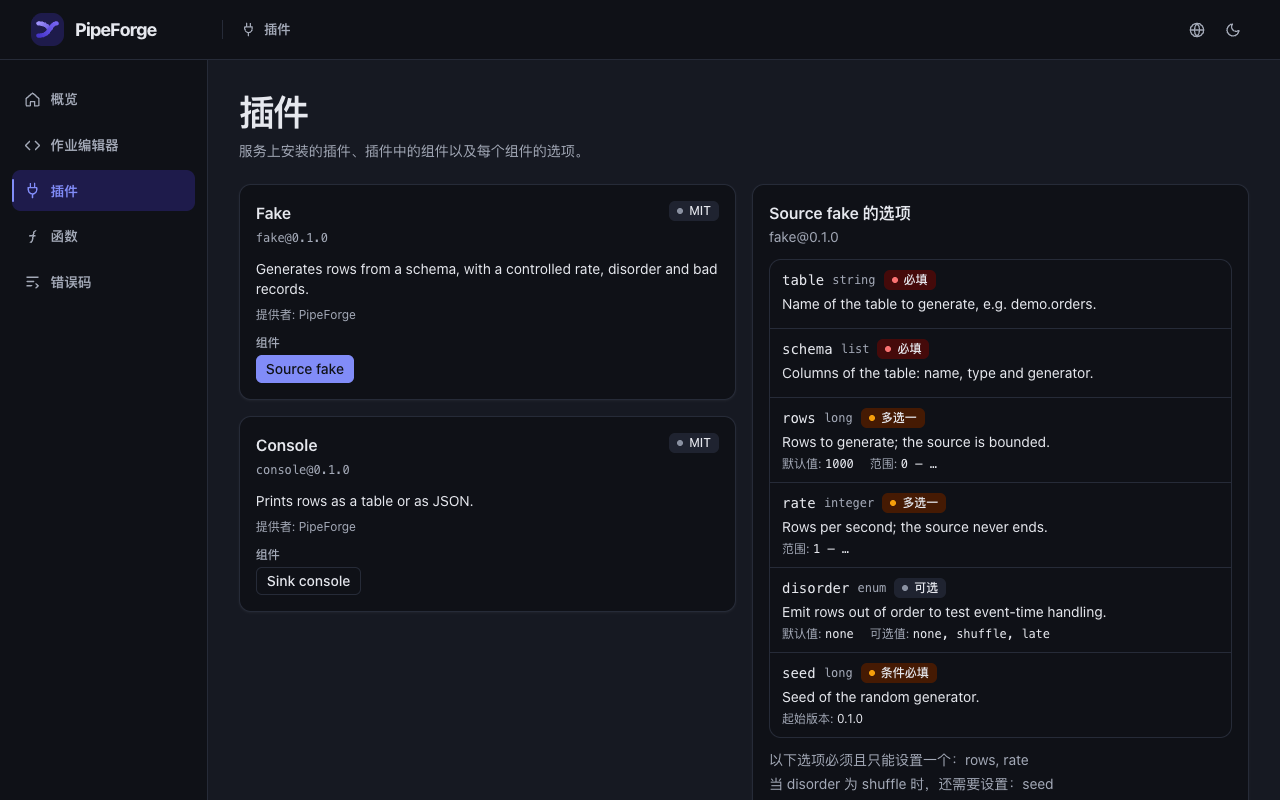 PipeForge
插件
概览
作业编辑器
插件
函数
错误码
插件
服务上安装的插件、插件中的组件以及每个组件的选项。
Fake
MIT
fake@0.1.0
Generates rows from a schema, with a controlled rate, disorder and bad
records.
提供者: PipeForge
组件
Source fake
Console
MIT
console@0.1.0
Prints rows as a table or as JSON.
提供者: PipeForge
组件
Sink console
Source fake 的选项
fake@0.1.0
table string 必填
Name of the table to generate, e.g. demo.orders.
schema list 必填
Columns of the table: name, type and generator.
rows long 多选一
Rows to generate; the source is bounded.
默认值: 1000 范围: 0 – …
rate integer 多选一
Rows per second; the source never ends.
范围: 1 – …
disorder enum 可选
Emit rows out of order to test event-time handling.
默认值: none 可选值: none, shuffle, late
seed long 条件必填
Seed of the random generator.
起始版本: 0.1.0
以下选项必须且只能设置一个：rows, rate
当 disorder 为 shuffle 时，还需要设置：seed